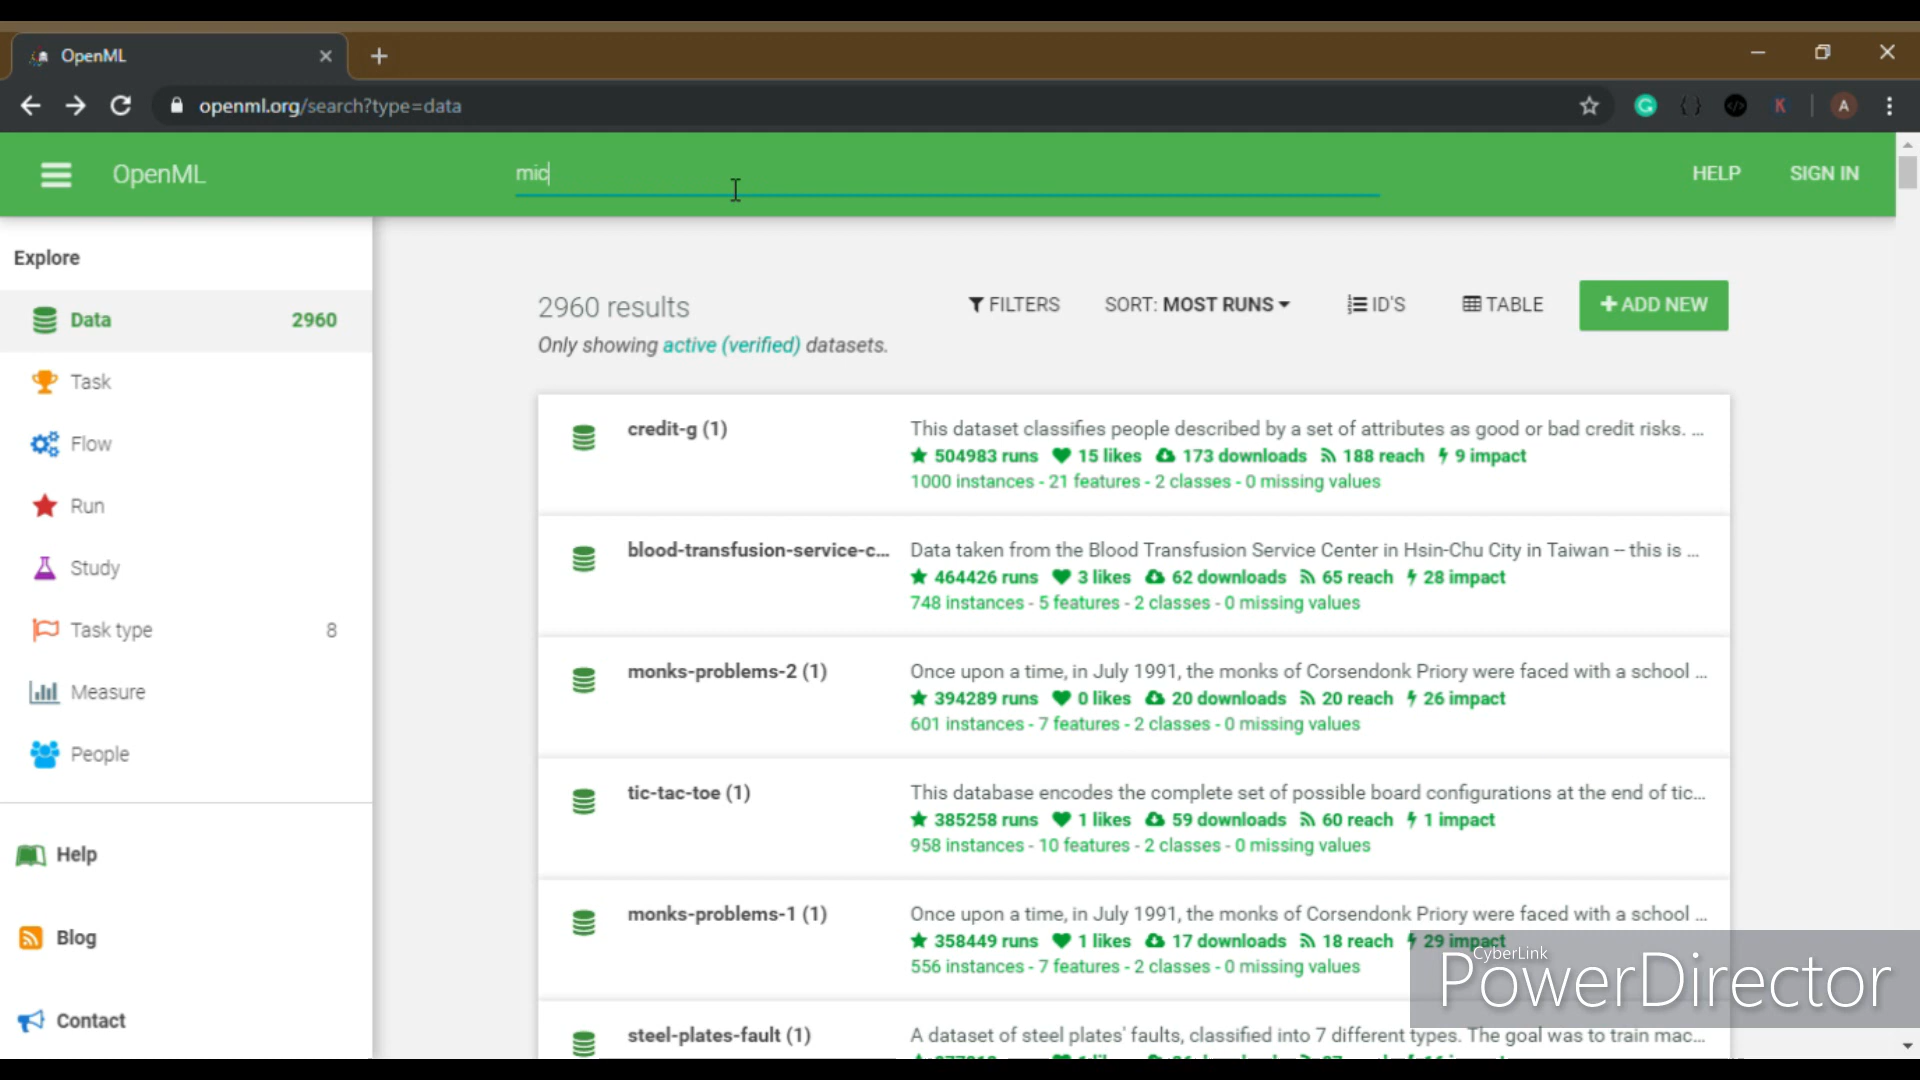 OpenML
openml.org/search?type=data
K
A
OpenML
mic
HELP
SIGN IN
Explore
Data 2960
Task
Flow
Run
Study
Task type 8
Measure
People
Help
Blog
Contact
2960 results
FILTERS
SORT: MOST RUNS
ID'S
TABLE
+ ADD NEW
Only showing active (verified) datasets.
credit-g (1)
This dataset classifies people described by a set of attributes as good or bad credit risks. ...
504983 runs 15 likes 173 downloads 188 reach 9 impact
1000 instances - 21 features - 2 classes - 0 missing values
blood-transfusion-service-c...
Data taken from the Blood Transfusion Service Center in Hsin-Chu City in Taiwan -- this is ...
464426 runs 3 likes 62 downloads 65 reach 28 impact
748 instances - 5 features - 2 classes - 0 missing values
monks-problems-2 (1)
Once upon a time, in July 1991, the monks of Corsendonk Priory were faced with a school ...
394289 runs 0 likes 20 downloads 20 reach 26 impact
601 instances - 7 features - 2 classes - 0 missing values
tic-tac-toe (1)
This database encodes the complete set of possible board configurations at the end of tic...
385258 runs 1 likes 59 downloads 60 reach 1 impact
958 instances - 10 features - 2 classes - 0 missing values
monks-problems-1 (1)
Once upon a time, in July 1991, the monks of Corsendonk Priory were faced with a school ...
358449 runs 1 likes 17 downloads 18 reach 29 impact
556 instances - 7 features - 2 classes - 0 missing values
steel-plates-fault (1)
A dataset of steel plates' faults, classified into 7 different types. The goal was to train mac...
CyberLink
PowerDirector